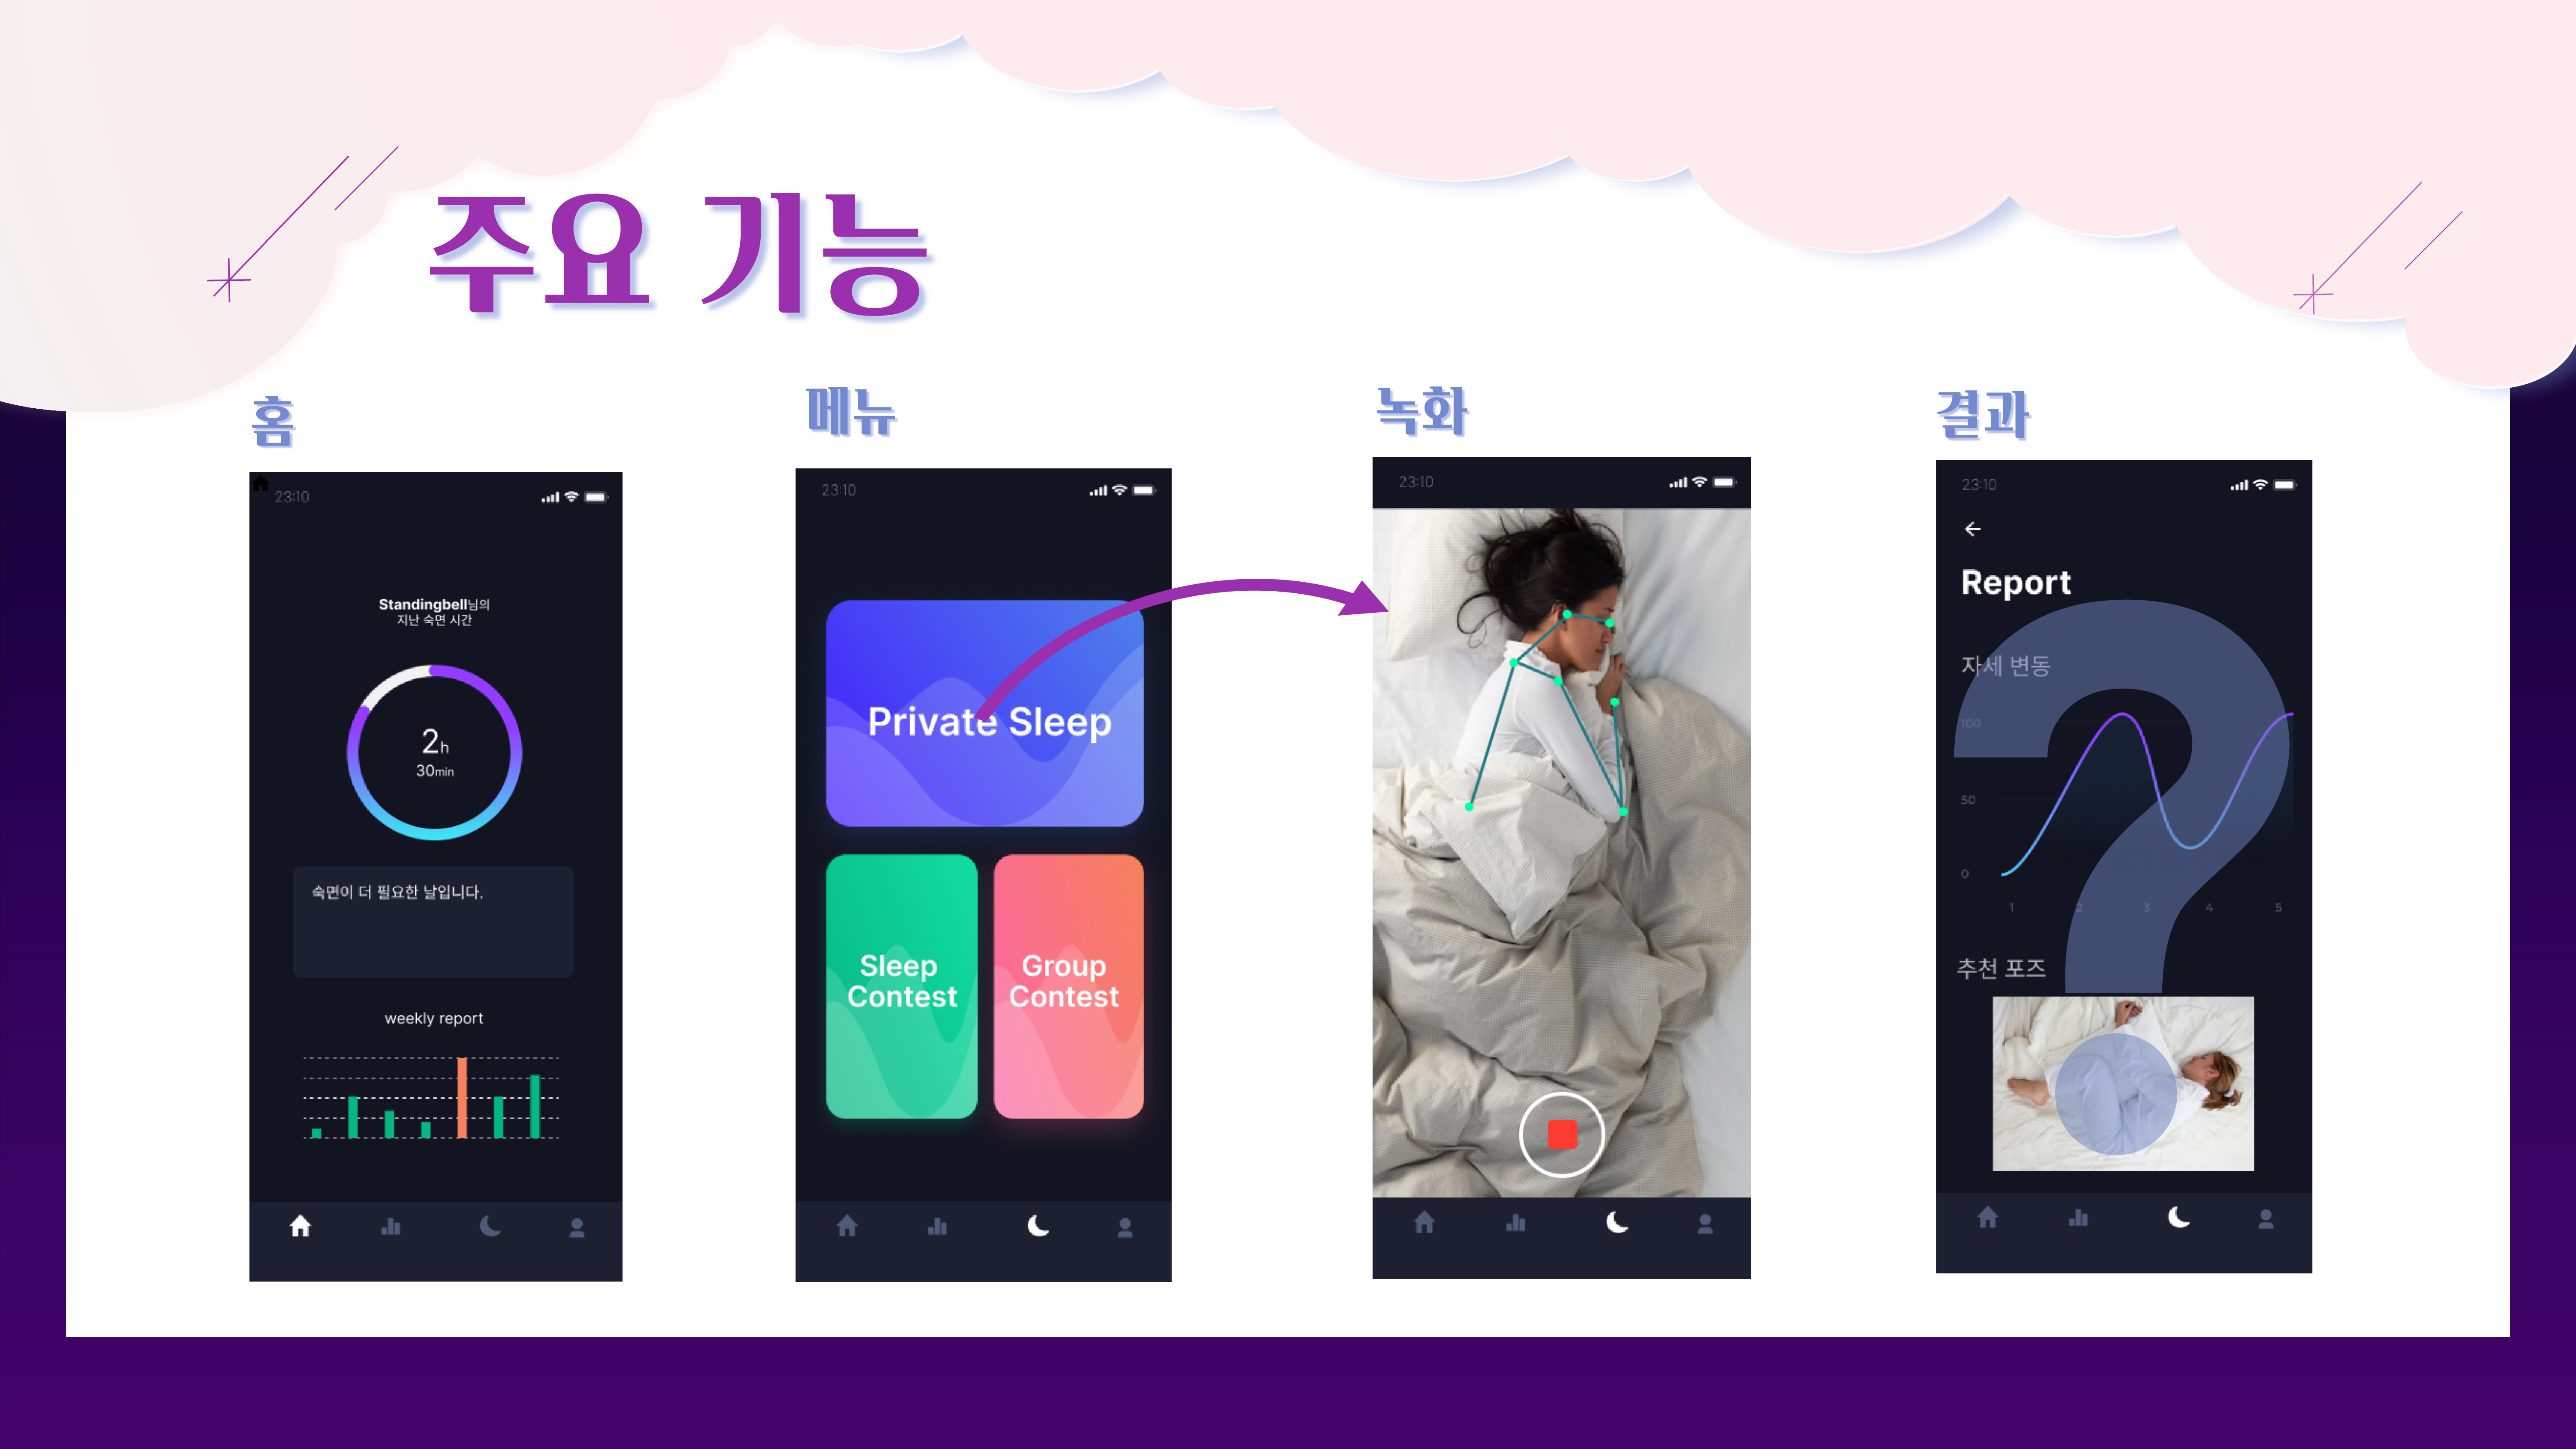 주요 기능
홈
23:10
Standingbell님의
지난 숙면 시간
2h
30min
숙면이 더 필요한 날입니다.
weekly report
메뉴
23:10
Private Sleep
Sleep
Contest
Group
Contest
녹화
23:10
결과
23:10
Report
자세 변동
100
50
0
1 2 3 4 5
추천 포즈
?